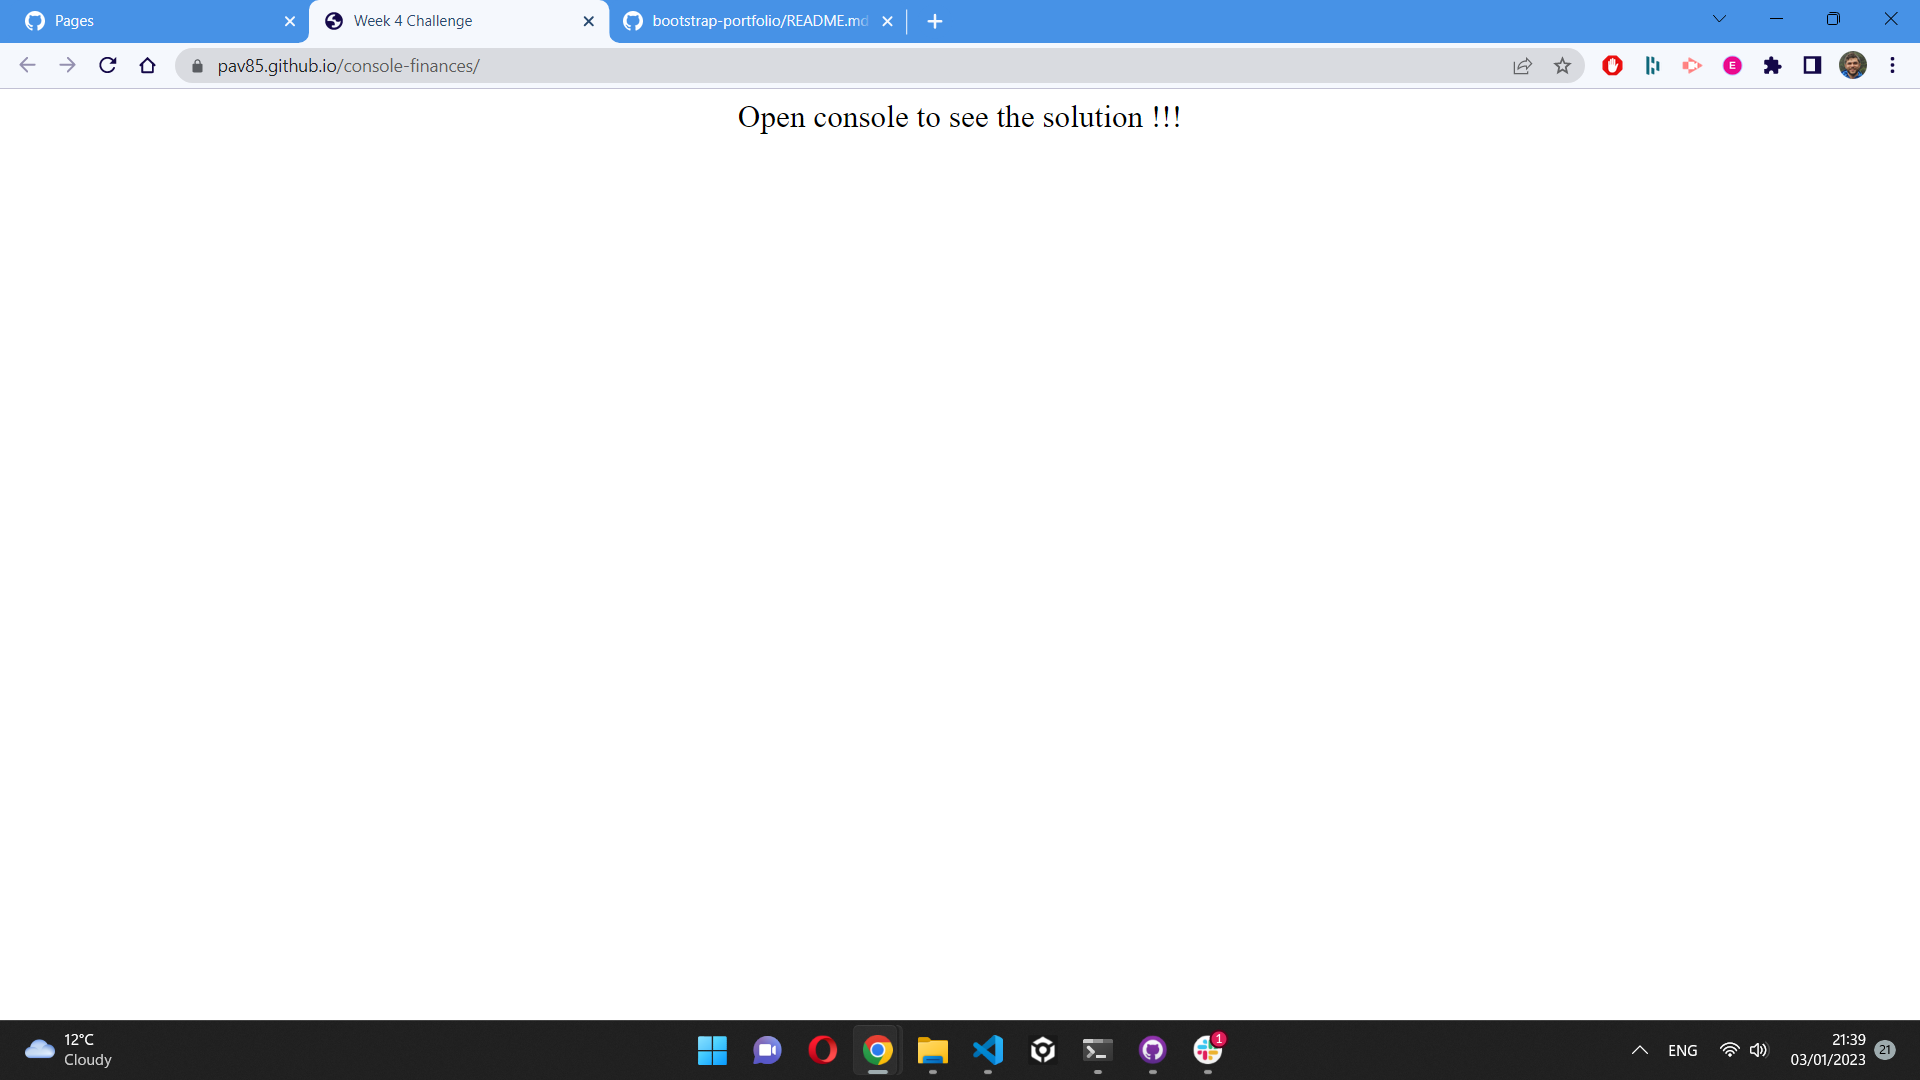 Pages
Week 4 Challenge
bootstrap-portfolio/README.md
pav85.github.io/console-finances/
E
Open console to see the solution !!!
12°C
Cloudy
1
ENG
21:39
03/01/2023
21